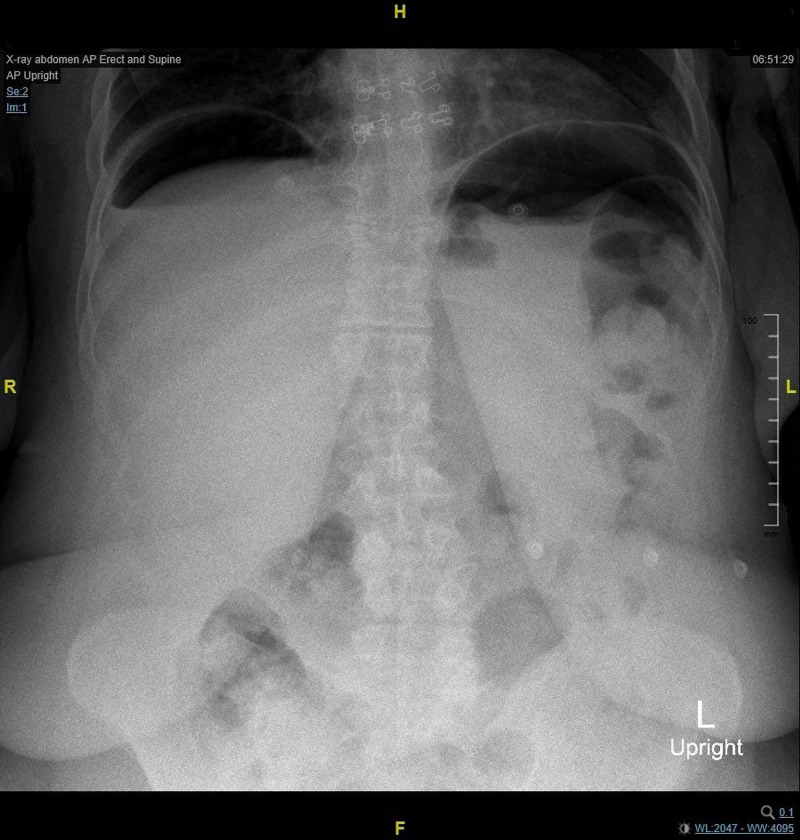 H
X-ray abdomen AP Erect and Supine
06:51:29
AP Upright
Se:2
Im:1
100
R
L
mm
L
Upright
0.1
F
WL:2047 - WW:4095